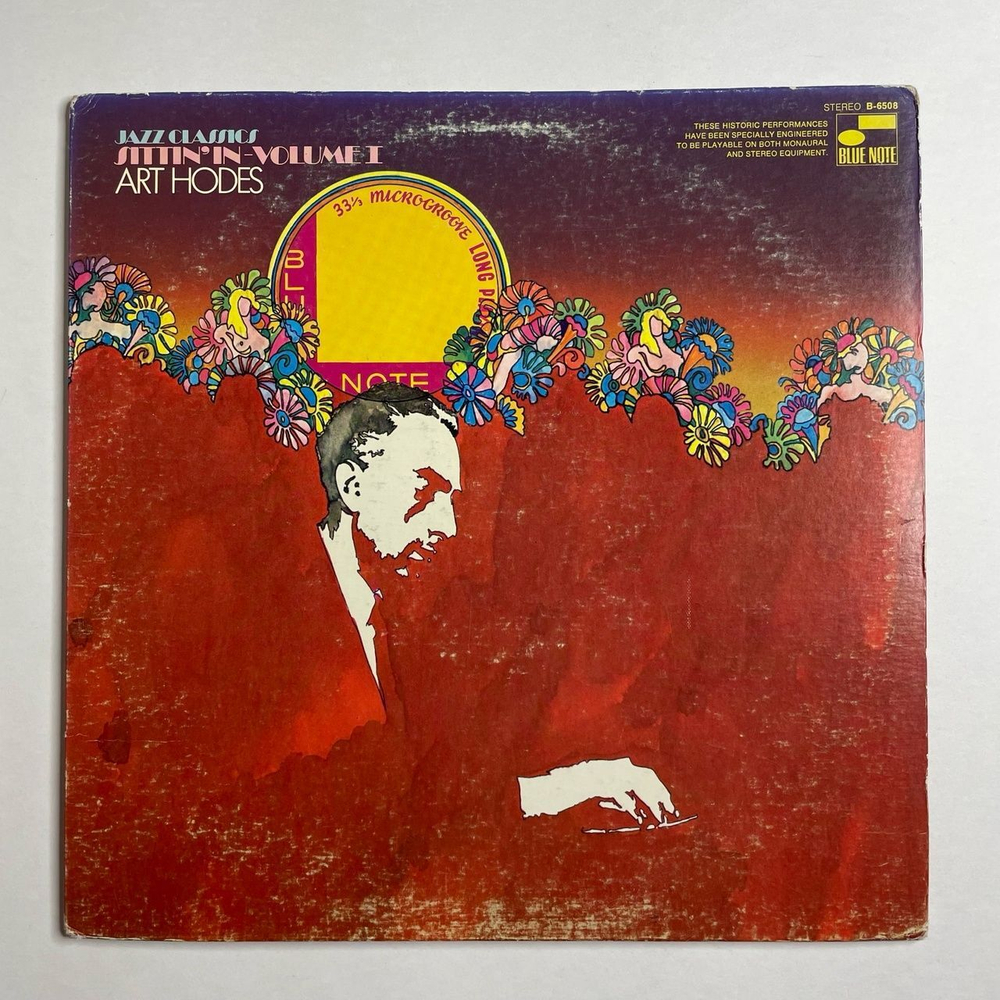 JAZZ CLASSICS
SITTIN' IN-VOLUME I
ART HODES
STEREO B-6508
THESE HISTORIC PERFORMANCES
HAVE BEEN SPECIALLY ENGINEERED
TO BE PLAYABLE ON BOTH MONAURAL
AND STEREO EQUIPMENT.
BLUE NOTE
33⅓ MICROGROOVE LONG
NOTE